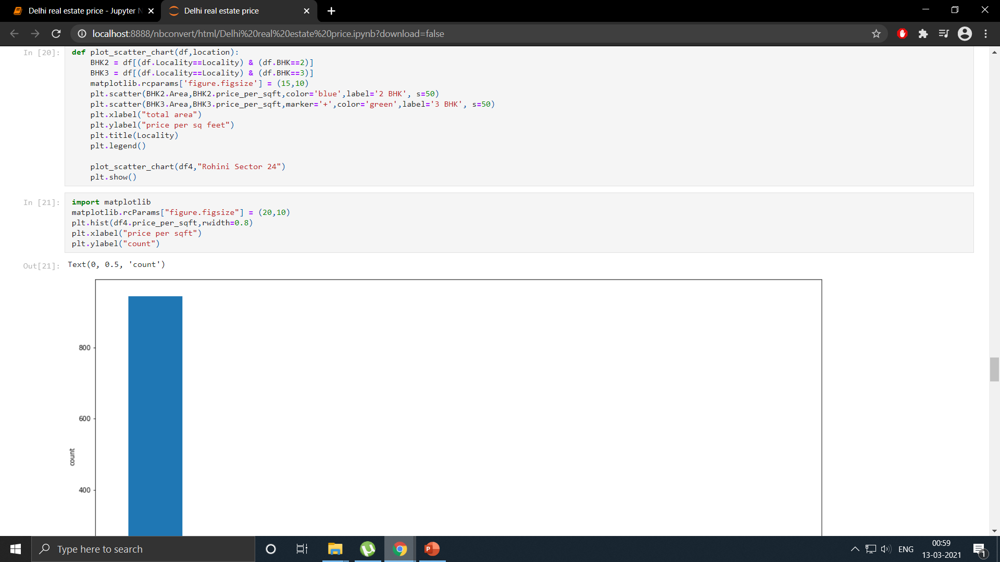 Delhi real estate price - Jupyter N
Delhi real estate price
localhost:8888/nbconvert/html/Delhi%20real%20estate%20price.ipynb?download=false
In [20]:
def plot_scatter_chart(df,location):
    BHK2 = df[(df.Locality==Locality) & (df.BHK==2)]
    BHK3 = df[(df.Locality==Locality) & (df.BHK==3)]
    matplotlib.rcparams['figure.figsize'] = (15,10)
    plt.scatter(BHK2.Area,BHK2.price_per_sqft,color='blue',label='2 BHK', s=50)
    plt.scatter(BHK3.Area,BHK3.price_per_sqft,marker='+',color='green',label='3 BHK', s=50)
    plt.xlabel("total area")
    plt.ylabel("price per sq feet")
    plt.title(Locality)
    plt.legend()
    plot_scatter_chart(df4,"Rohini Sector 24")
    plt.show()
In [21]:
import matplotlib
matplotlib.rcParams["figure.figsize"] = (20,10)
plt.hist(df4.price_per_sqft,rwidth=0.8)
plt.xlabel("price per sqft")
plt.ylabel("count")
Out[21]: Text(0, 0.5, 'count')
800
600
count
400
Type here to search
P
ENG
00:59
13-03-2021
1